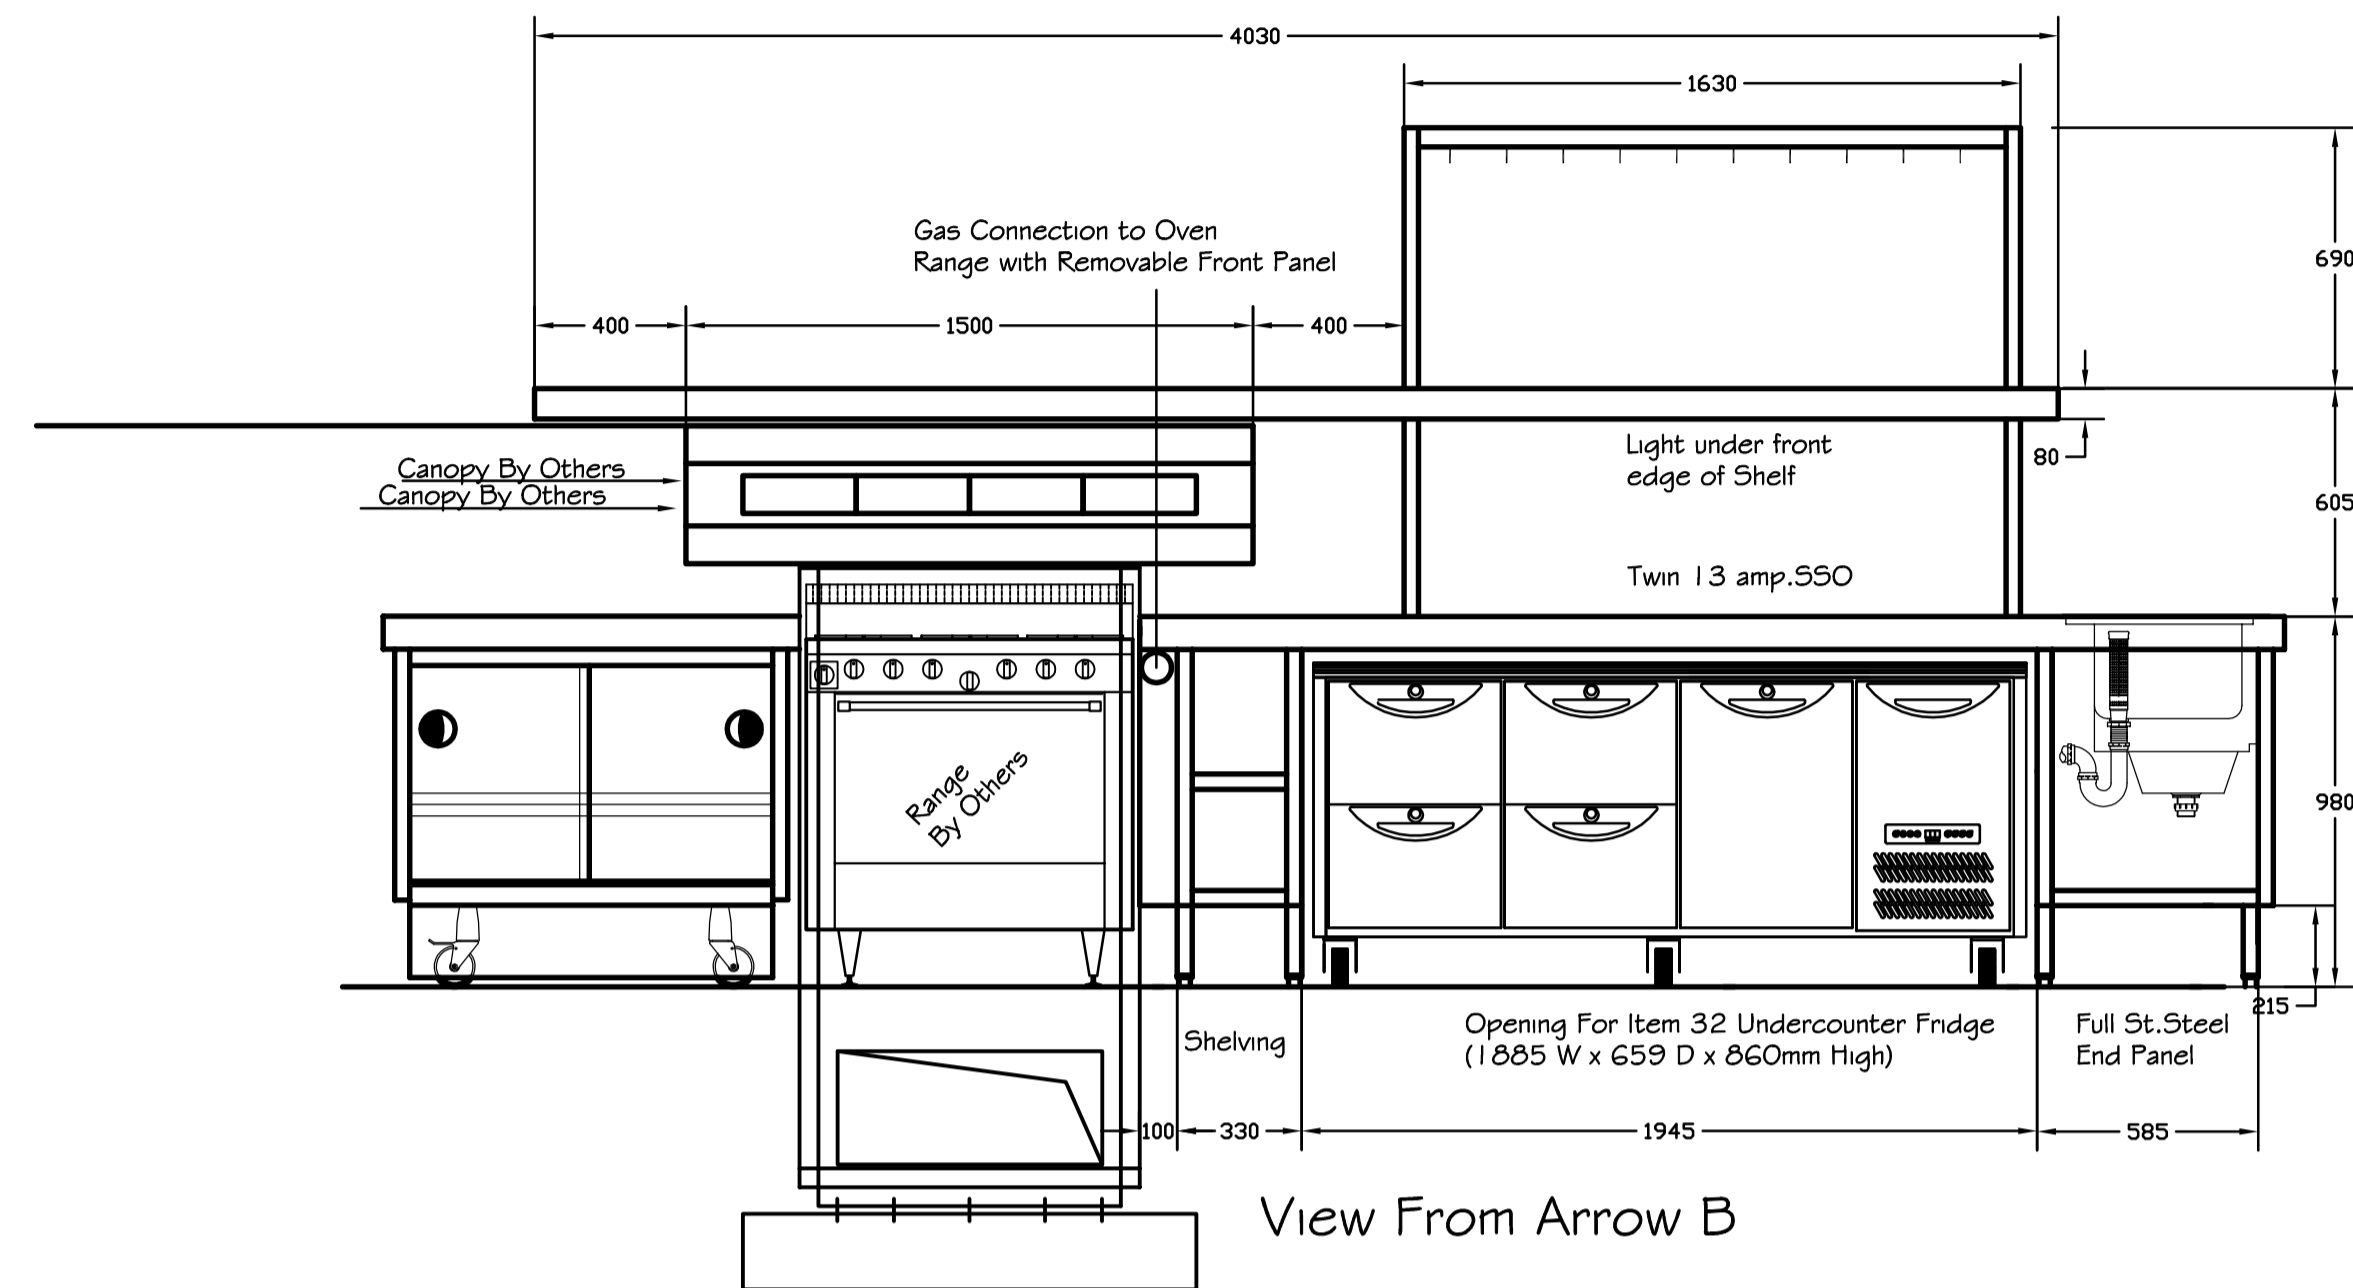 4030
1630
Gas Connection to Oven
Range with Removable Front Panel
690
400
1500
400
Light under front
edge of Shelf
80
Canopy By Others
Canopy By Others
605
Twin 13 amp.SSO
Range
By Others
980
215
Shelving
Opening For Item 32 Undercounter Fridge
(1885 W x 659 D x 860mm High)
Full St.Steel
End Panel
100
330
1945
585
View From Arrow B